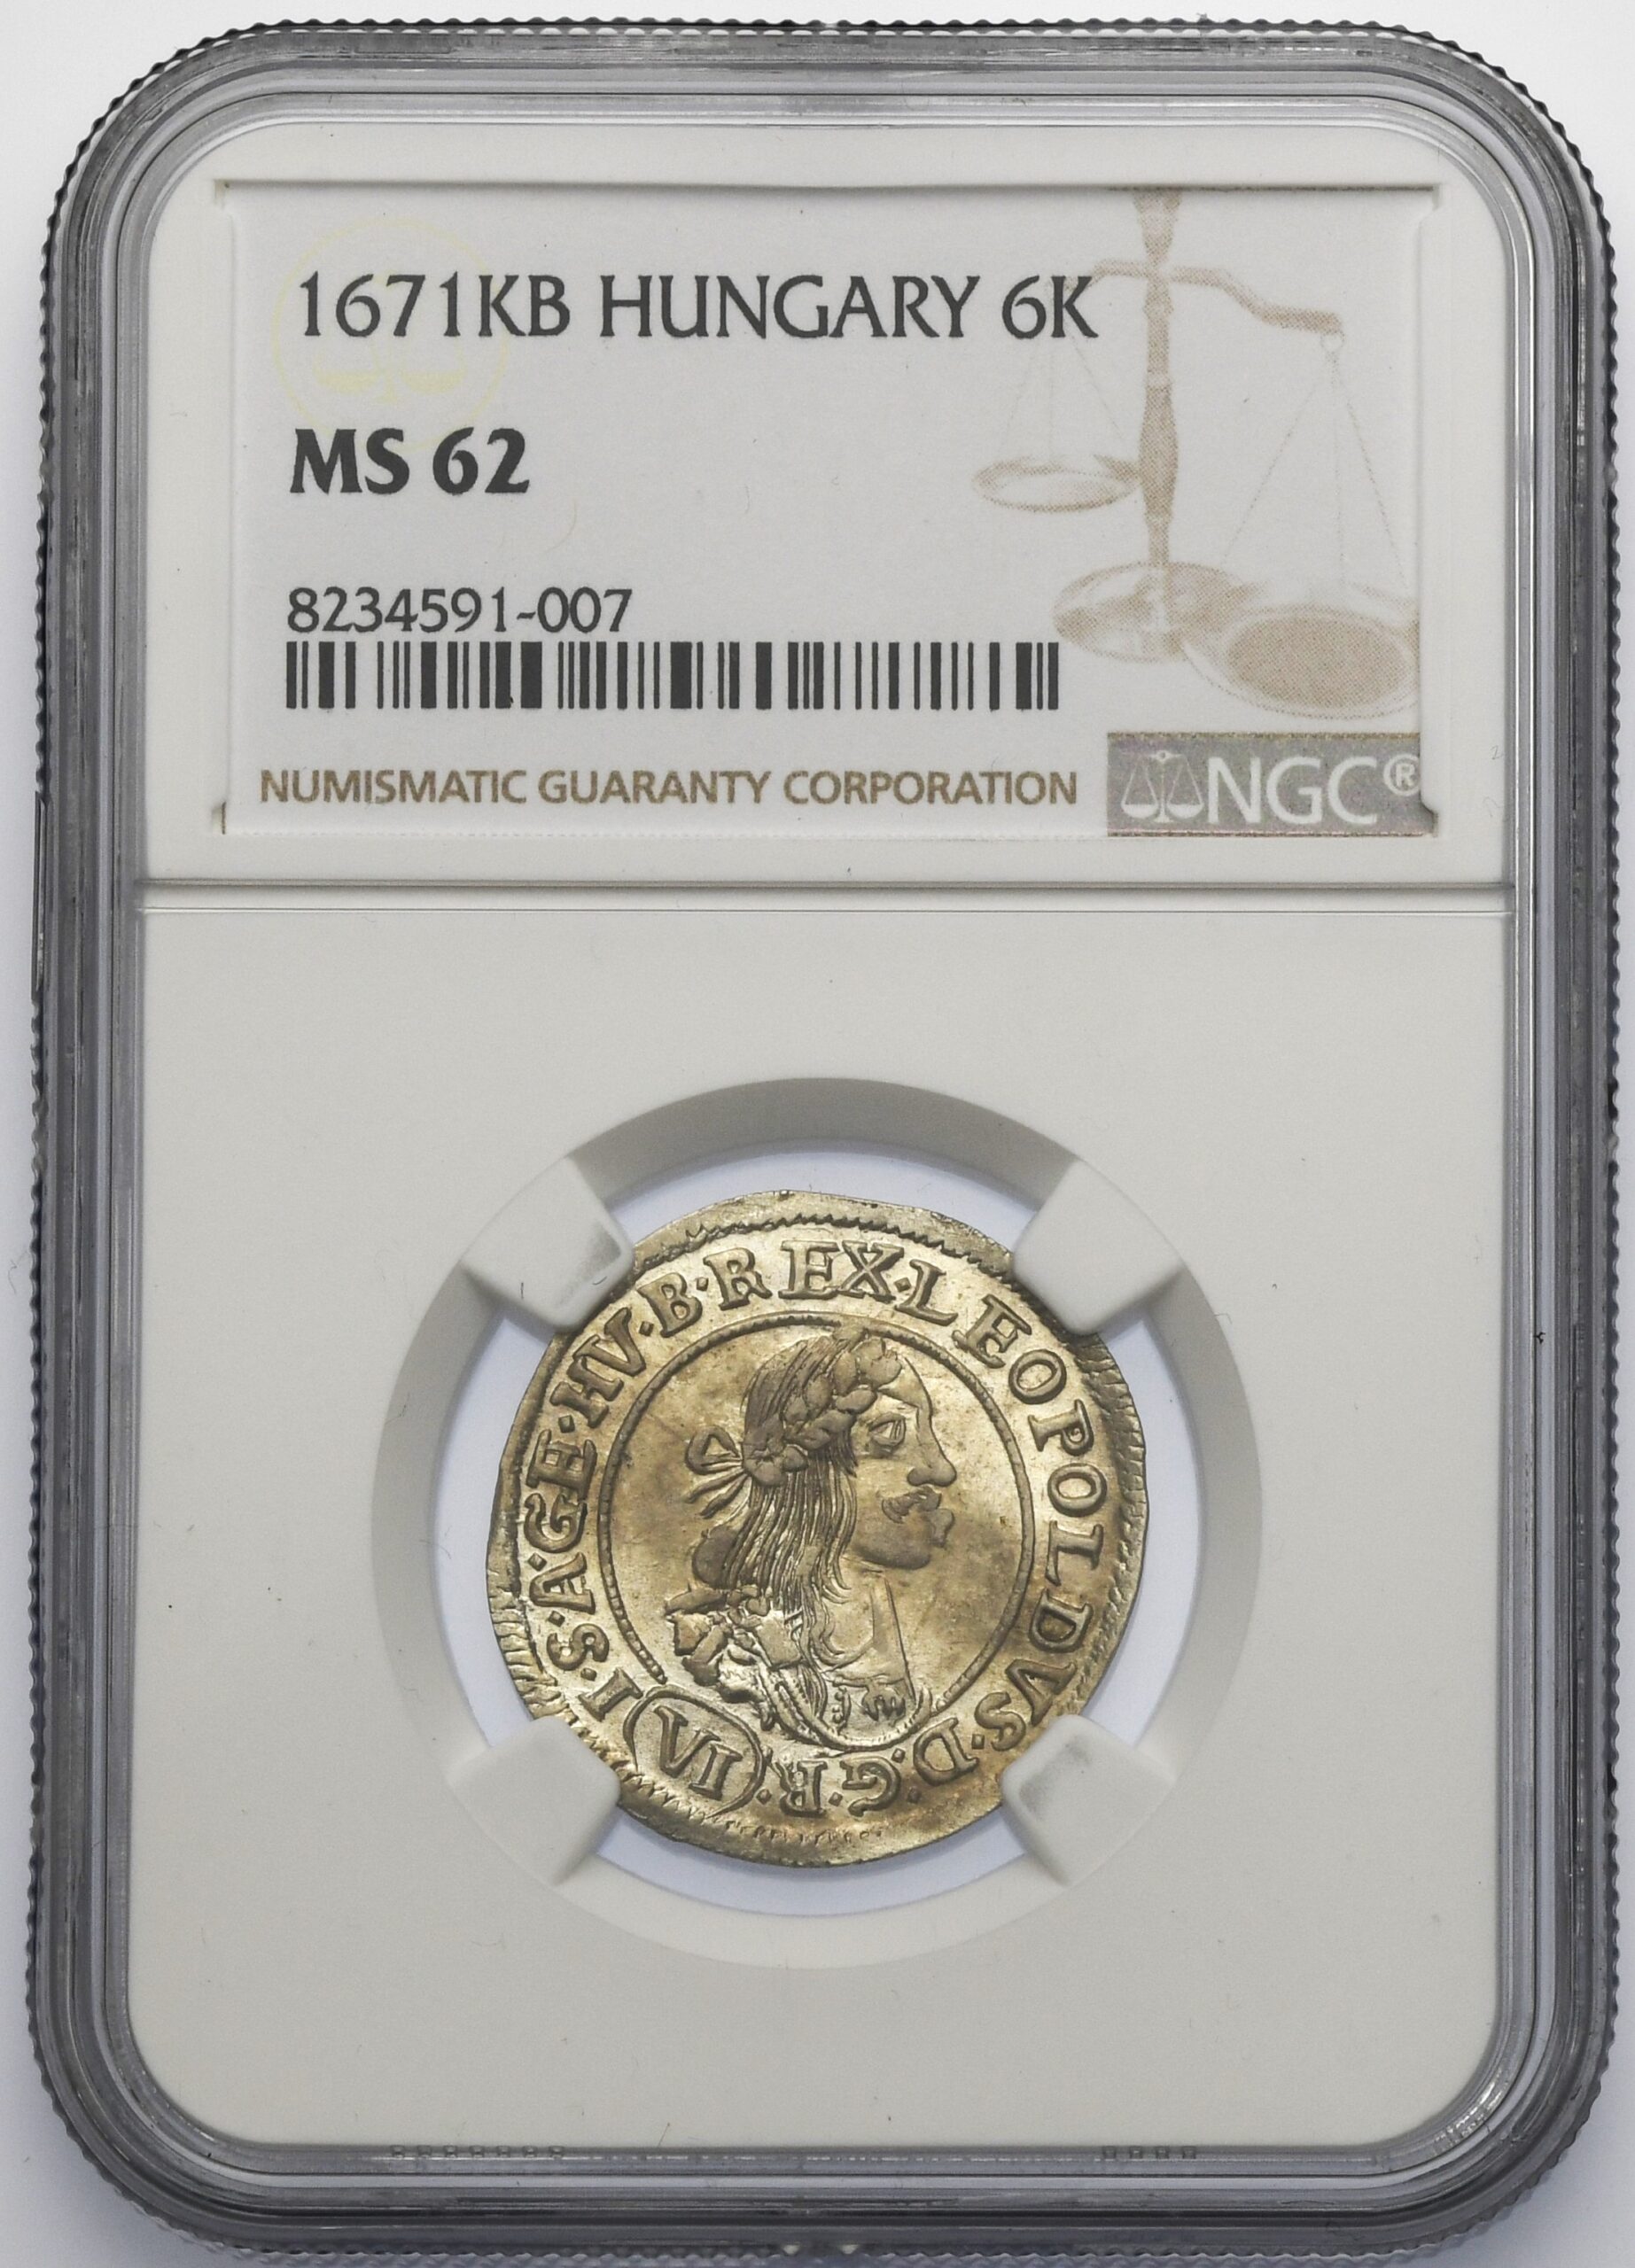 1671KB HUNGARY 6K
MS 62
8234591-007
NUMISMATIC GUARANTY CORPORATION
NGC®
LEOPOLDVS·D:G:R·I·S·A·GE·HV·B·REX·
VI